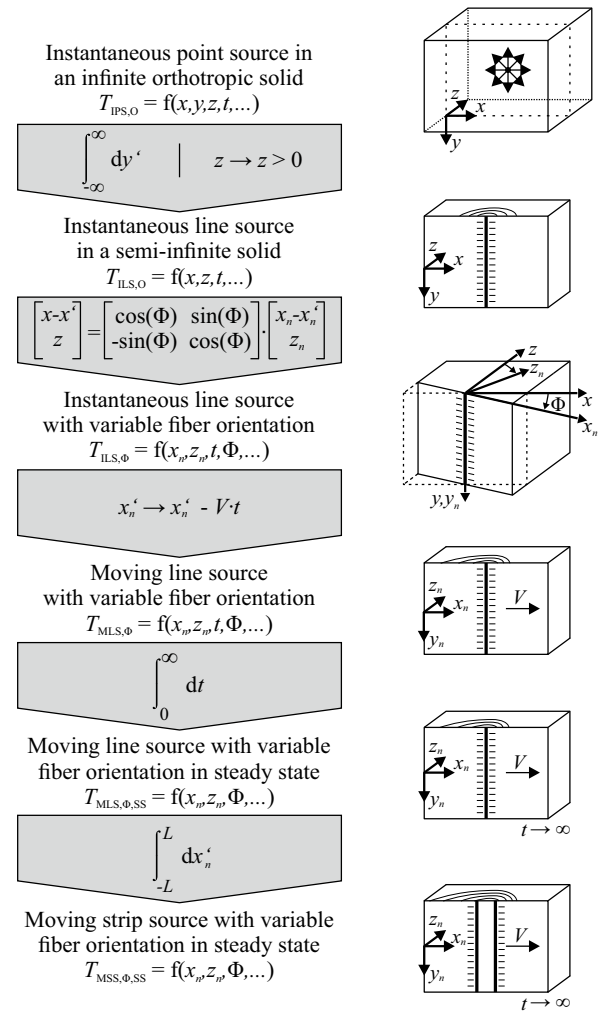 Instantaneous point source in
an infinite orthotropic solid
T_IPS,O = f(x,y,z,t,...)
z
x
y
∫_-∞^∞ dy‘ | z → z > 0
Instantaneous line source
in a semi-infinite solid
T_ILS,O = f(x,z,t,...)
z
x
y
[x-x‘ z] = [cos(Φ) sin(Φ) -sin(Φ) cos(Φ)] · [x_n-x_n‘ z_n]
Instantaneous line source
with variable fiber orientation
T_ILS,Φ = f(x_n,z_n,t,Φ,...)
z
z_n
x
Φ
x_n
y,y_n
x_n‘ → x_n‘ - V·t
Moving line source
with variable fiber orientation
T_MLS,Φ = f(x_n,z_n,t,Φ,...)
z_n
x_n
V
y_n
∫_0^∞ dt
Moving line source with variable
fiber orientation in steady state
T_MLS,Φ,SS = f(x_n,z_n,Φ,...)
z_n
x_n
V
y_n
t → ∞
∫_-L^L dx_n‘
Moving strip source with variable
fiber orientation in steady state
T_MSS,Φ,SS = f(x_n,z_n,Φ,...)
z_n
x_n
V
y_n
t → ∞